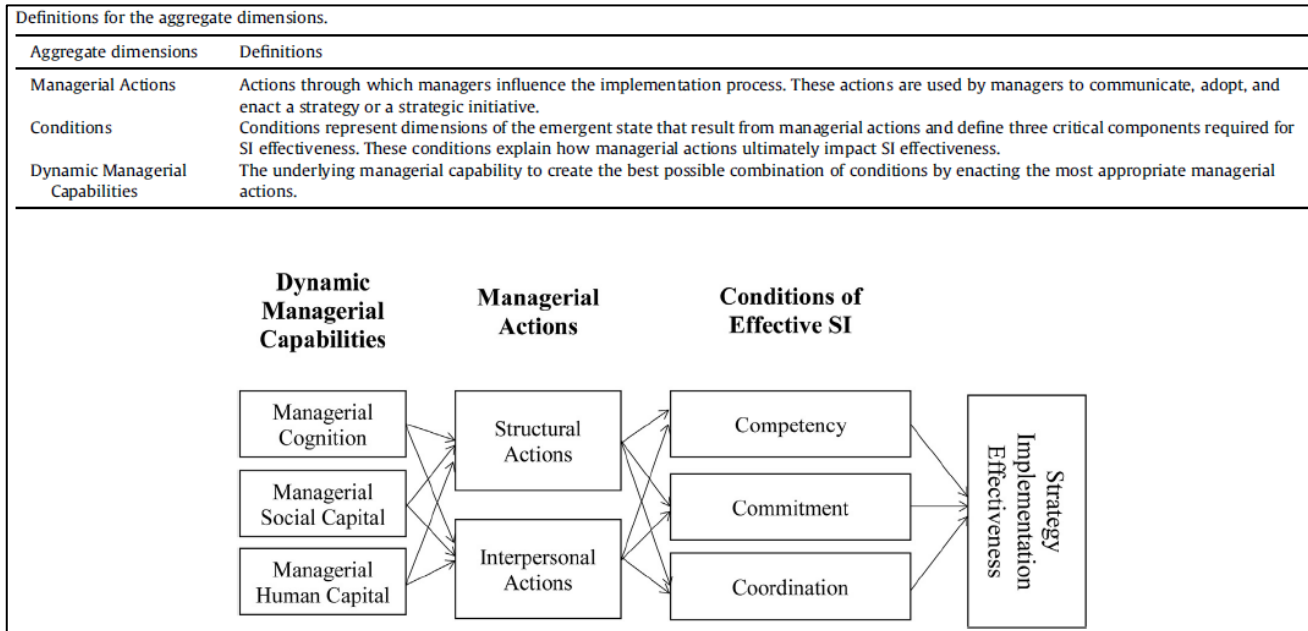 Definitions for the aggregate dimensions.
Aggregate dimensions Definitions
Managerial Actions Actions through which managers influence the implementation process. These actions are used by managers to communicate, adopt, and
enact a strategy or a strategic initiative.
Conditions Conditions represent dimensions of the emergent state that result from managerial actions and define three critical components required for
SI effectiveness. These conditions explain how managerial actions ultimately impact SI effectiveness.
Dynamic Managerial The underlying managerial capability to create the best possible combination of conditions by enacting the most appropriate managerial
Capabilities actions.
Dynamic
Managerial
Capabilities
Managerial
Actions
Conditions of
Effective SI
Managerial
Cognition
Managerial
Social Capital
Managerial
Human Capital
Structural
Actions
Interpersonal
Actions
Competency
Commitment
Coordination
Strategy
Implementation
Effectiveness